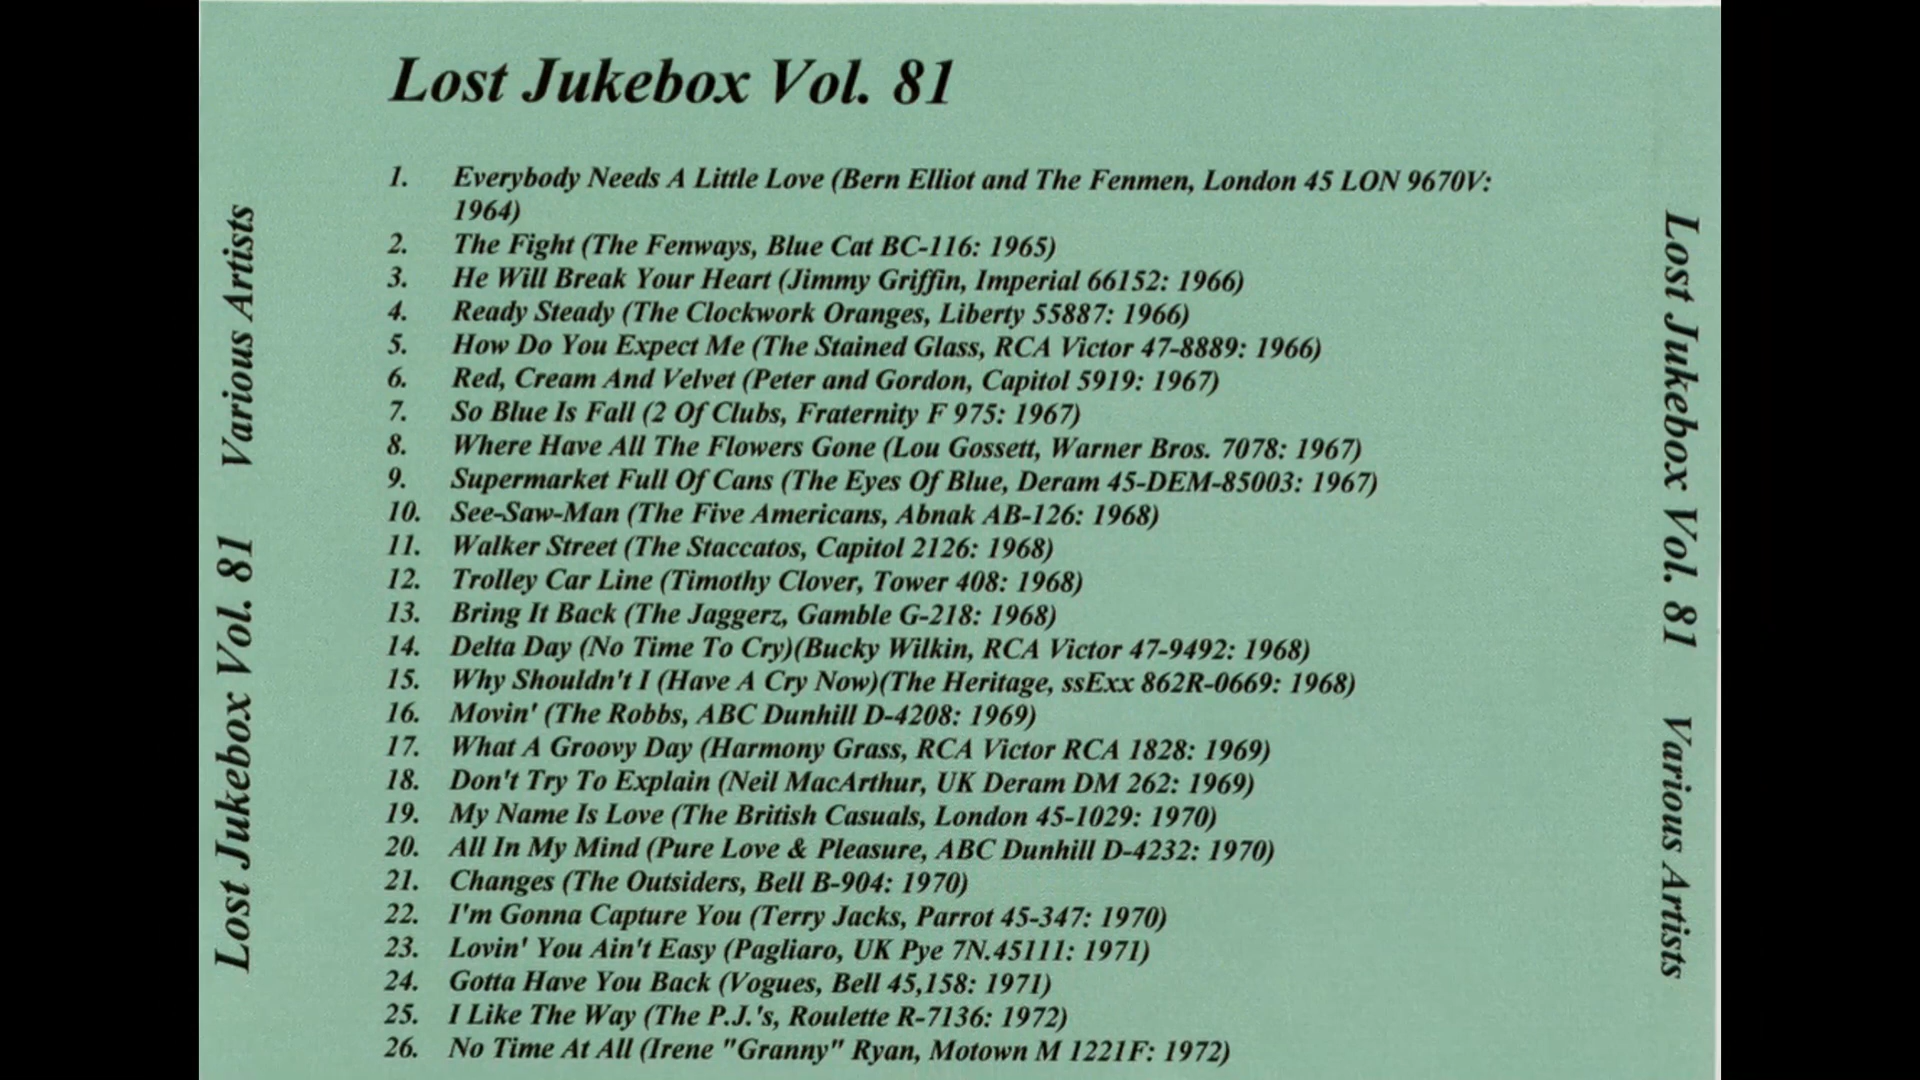 Lost Jukebox Vol. 81
1. Everybody Needs A Little Love (Bern Elliot and The Fenmen, London 45 LON 9670V:
1964)
2. The Fight (The Fenways, Blue Cat BC-116: 1965)
3. He Will Break Your Heart (Jimmy Griffin, Imperial 66152: 1966)
4. Ready Steady (The Clockwork Oranges, Liberty 55887: 1966)
5. How Do You Expect Me (The Stained Glass, RCA Victor 47-8889: 1966)
6. Red, Cream And Velvet (Peter and Gordon, Capitol 5919: 1967)
7. So Blue Is Fall (2 Of Clubs, Fraternity F 975: 1967)
8. Where Have All The Flowers Gone (Lou Gossett, Warner Bros. 7078: 1967)
9. Supermarket Full Of Cans (The Eyes Of Blue, Deram 45-DEM-85003: 1967)
10. See-Saw-Man (The Five Americans, Abnak AB-126: 1968)
11. Walker Street (The Staccatos, Capitol 2126: 1968)
12. Trolley Car Line (Timothy Clover, Tower 408: 1968)
13. Bring It Back (The Jaggerz, Gamble G-218: 1968)
14. Delta Day (No Time To Cry)(Bucky Wilkin, RCA Victor 47-9492: 1968)
15. Why Shouldn't I (Have A Cry Now)(The Heritage, ssExx 862R-0669: 1968)
16. Movin' (The Robbs, ABC Dunhill D-4208: 1969)
17. What A Groovy Day (Harmony Grass, RCA Victor RCA 1828: 1969)
18. Don't Try To Explain (Neil MacArthur, UK Deram DM 262: 1969)
19. My Name Is Love (The British Casuals, London 45-1029: 1970)
20. All In My Mind (Pure Love & Pleasure, ABC Dunhill D-4232: 1970)
21. Changes (The Outsiders, Bell B-904: 1970)
22. I'm Gonna Capture You (Terry Jacks, Parrot 45-347: 1970)
23. Lovin' You Ain't Easy (Pagliaro, UK Pye 7N.45111: 1971)
24. Gotta Have You Back (Vogues, Bell 45,158: 1971)
25. I Like The Way (The P.J.'s, Roulette R-7136: 1972)
26. No Time At All (Irene "Granny" Ryan, Motown M 1221F: 1972)
Lost Jukebox Vol. 81 Various Artists
Lost Jukebox Vol. 81 Various Artists